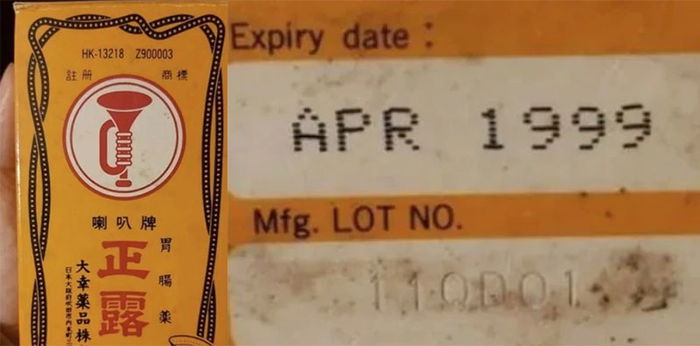 HK-13218 Z900003
註册 商標
喇叭牌
正露
胃腸薬
大幸薬品株
Expiry date :
APR 1999
Mfg. LOT NO.